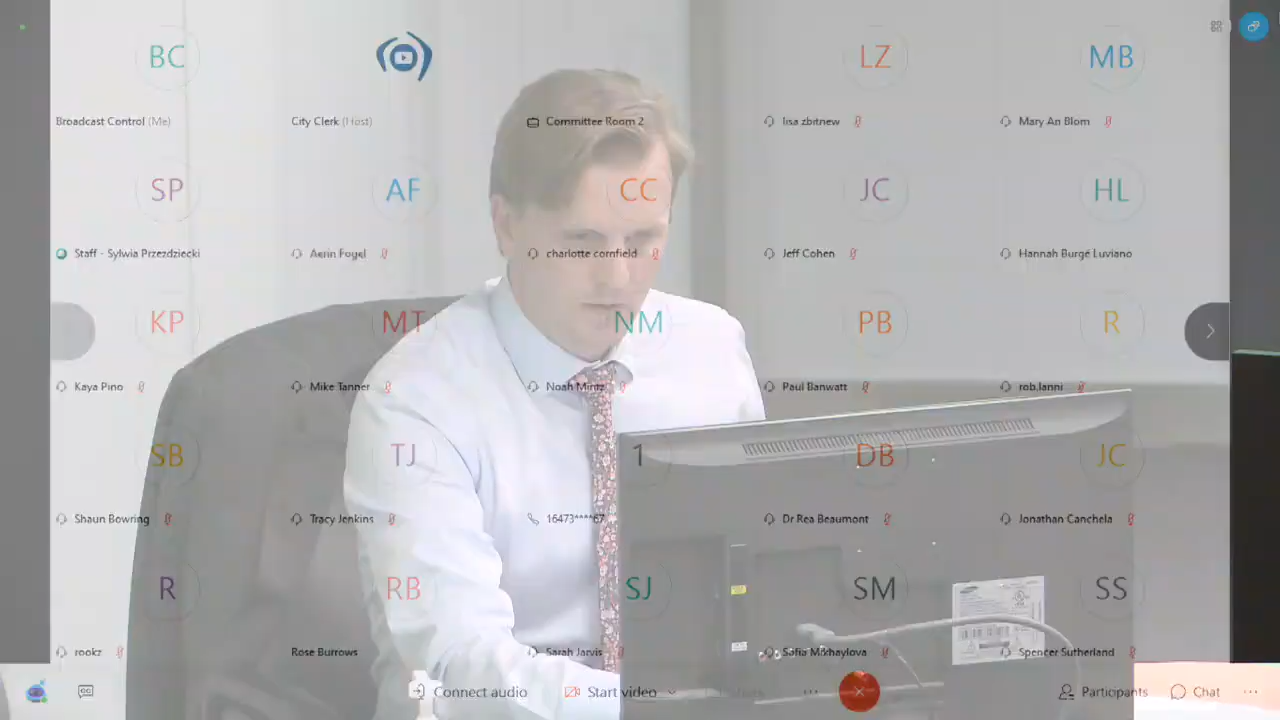 BC
LZ
MB
Broadcast Control (Me)
City Clerk (Host)
Committee Room 2
lisa zbitnew
Mary An Blom
SP
AF
CC
JC
HL
Staff - Sylwia Przezdziecki
Aerin Fogel
charlotte cornfield
Jeff Cohen
Hannah Burgé Luviano
KP
MT
NM
PB
R
Kaya Pino
Mike Tanner
Noah Mintz
Paul Banwatt
rob.lanni
SB
TJ
1
DB
JC
Shaun Bowring
Tracy Jenkins
16473****67
Dr Rea Beaumont
Jonathan Canchela
R
RB
SJ
SM
SS
rookz
Rose Burrows
Sarah Jarvis
Safia Mikhaylova
Spencer Sutherland
CC
Connect audio
Start video
Participants
Chat